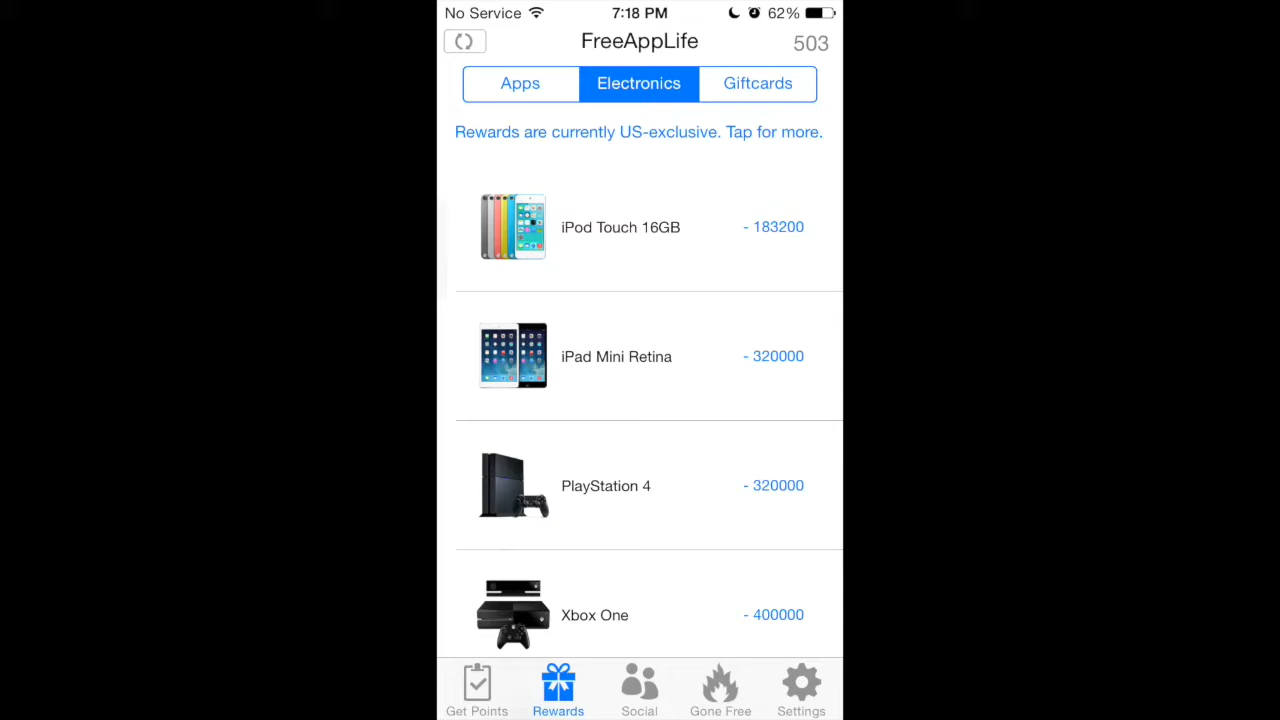 No Service 7:18 PM 62%
FreeAppLife 503
Apps Electronics Giftcards
Rewards are currently US-exclusive. Tap for more.
iPod Touch 16GB - 183200
iPad Mini Retina - 320000
PlayStation 4 - 320000
Xbox One - 400000
Get Points Rewards Social Gone Free Settings